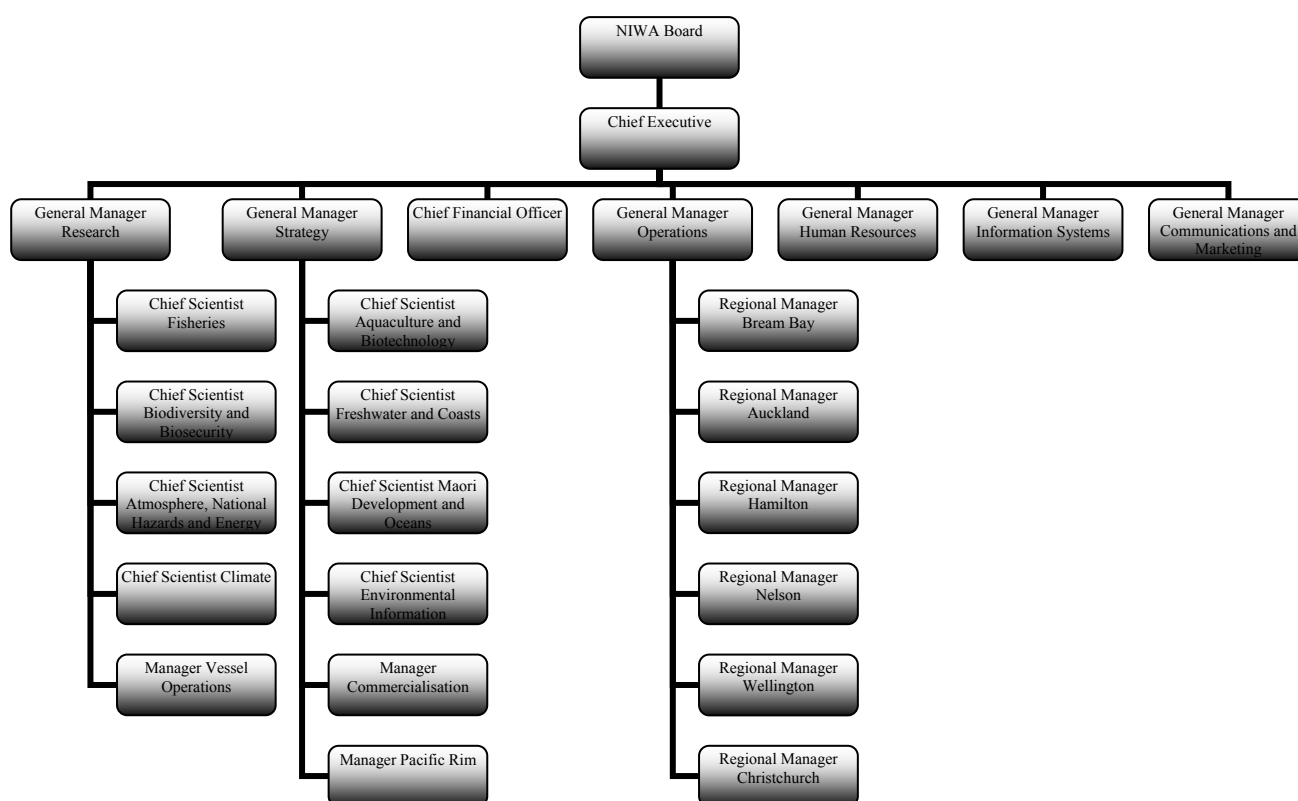 NIWA Board
Chief Executive
General Manager
Research
General Manager
Strategy
Chief Financial Officer
General Manager
Operations
General Manager
Human Resources
General Manager
Information Systems
General Manager
Communications and
Marketing
Chief Scientist
Fisheries
Chief Scientist
Biodiversity and
Biosecurity
Chief Scientist
Atmosphere, National
Hazards and Energy
Chief Scientist Climate
Manager Vessel
Operations
Chief Scientist
Aquaculture and
Biotechnology
Chief Scientist
Freshwater and Coasts
Chief Scientist Maori
Development and
Oceans
Chief Scientist
Environmental
Information
Manager
Commercialisation
Manager Pacific Rim
Regional Manager
Bream Bay
Regional Manager
Auckland
Regional Manager
Hamilton
Regional Manager
Nelson
Regional Manager
Wellington
Regional Manager
Christchurch